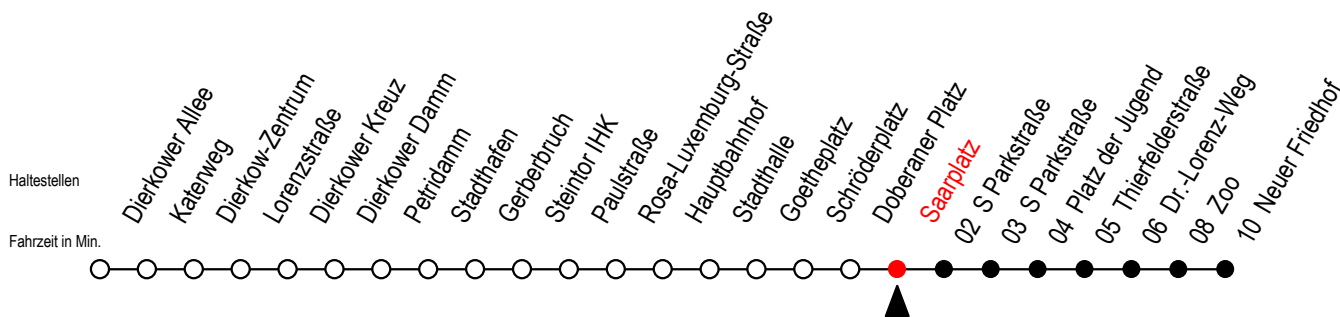 Haltestellen
Fahrzeit in Min.
Dierkower Allee
Katerweg
Dierkow-Zentrum
Lorenzstraße
Dierkower Kreuz
Dierkower Damm
Petridamm
Stadthafen
Gerberbruch
Steintor IHK
Paulstraße
Rosa-Luxemburg-Straße
Hauptbahnhof
Stadthalle
Goetheplatz
Schröderplatz
Doberaner Platz
Saarplatz
02 S Parkstraße
03 S Parkstraße
04 Platz der Jugend
05 Thierfelderstraße
06 Dr.-Lorenz-Weg
08 Zoo
10 Neuer Friedhof